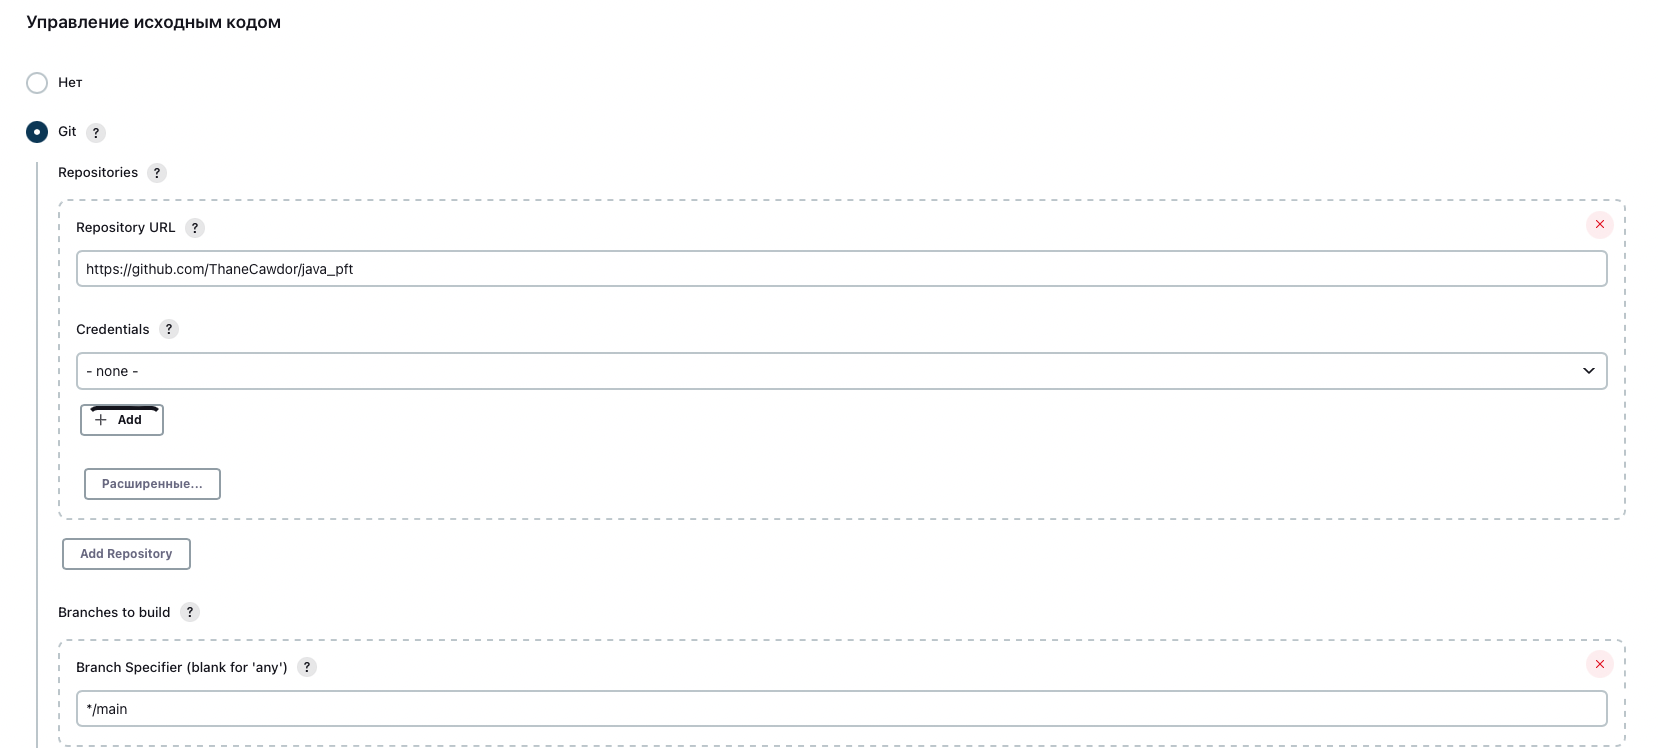 Управление исходным кодом
Нет
Git ?
Repositories ?
Repository URL ?
https://github.com/ThaneCawdor/java_pft
Credentials ?
- none -
Add
Расширенные...
Add Repository
Branches to build ?
Branch Specifier (blank for 'any') ?
*/main